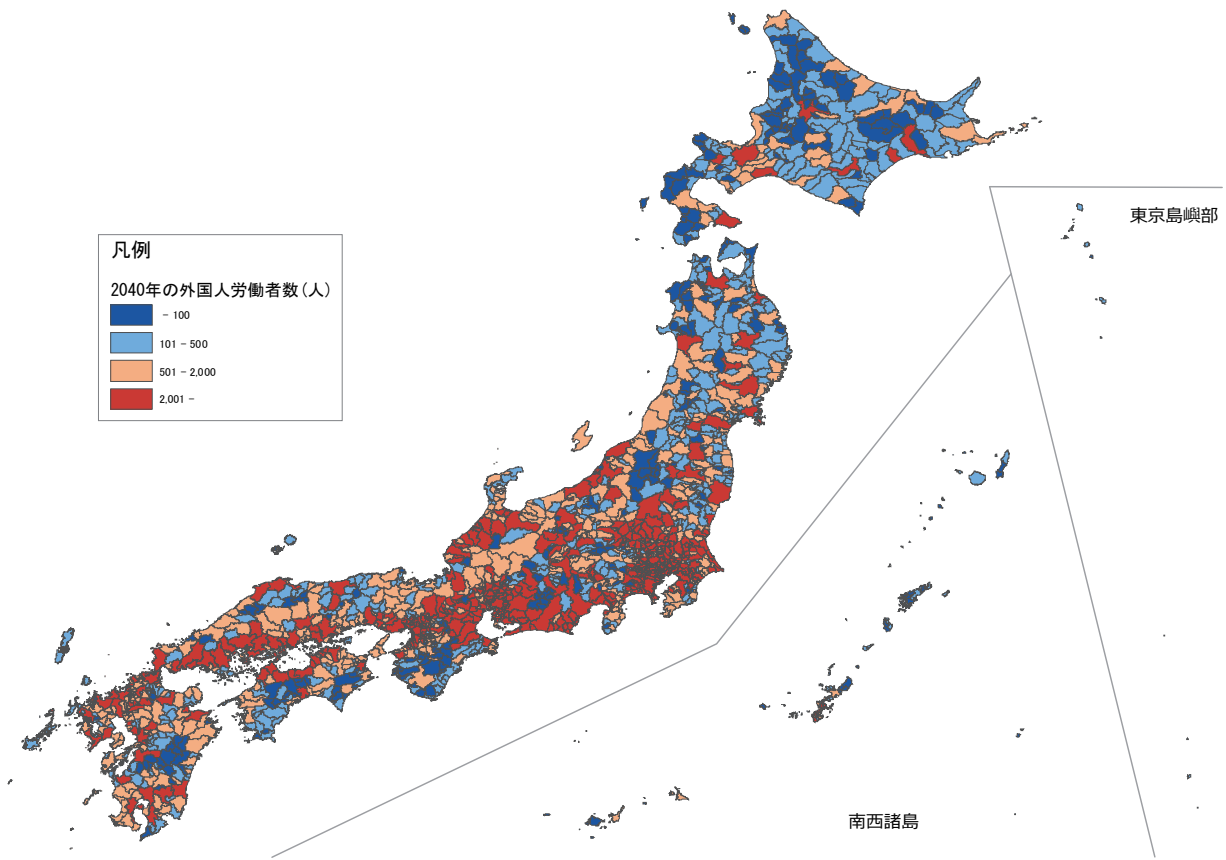 東京島嶼部
凡例
2040年の外国人労働者数(人)
- 100
101 - 500
501 - 2,000
2,001 -
南西諸島